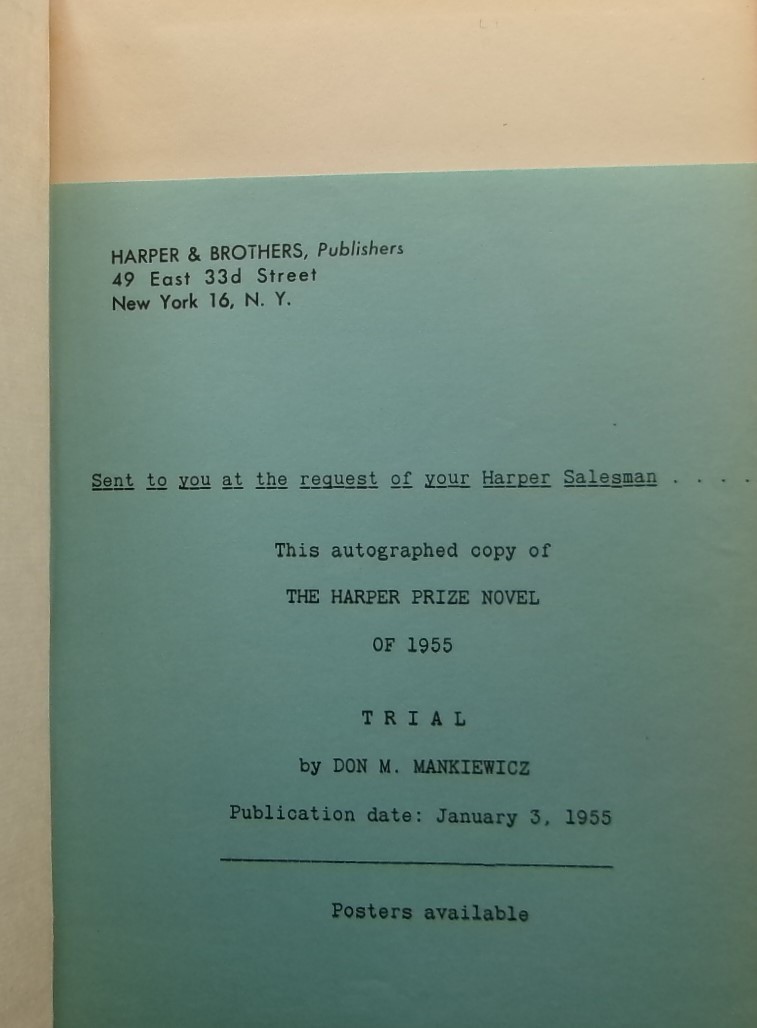 HARPER & BROTHERS, Publishers
49 East 33d Street
New York 16, N. Y.
Sent to you at the request of your Harper Salesman . . . .
This autographed copy of
THE HARPER PRIZE NOVEL
OF 1955
T R I A L
by DON M. MANKIEWICZ
Publication date: January 3, 1955
Posters available